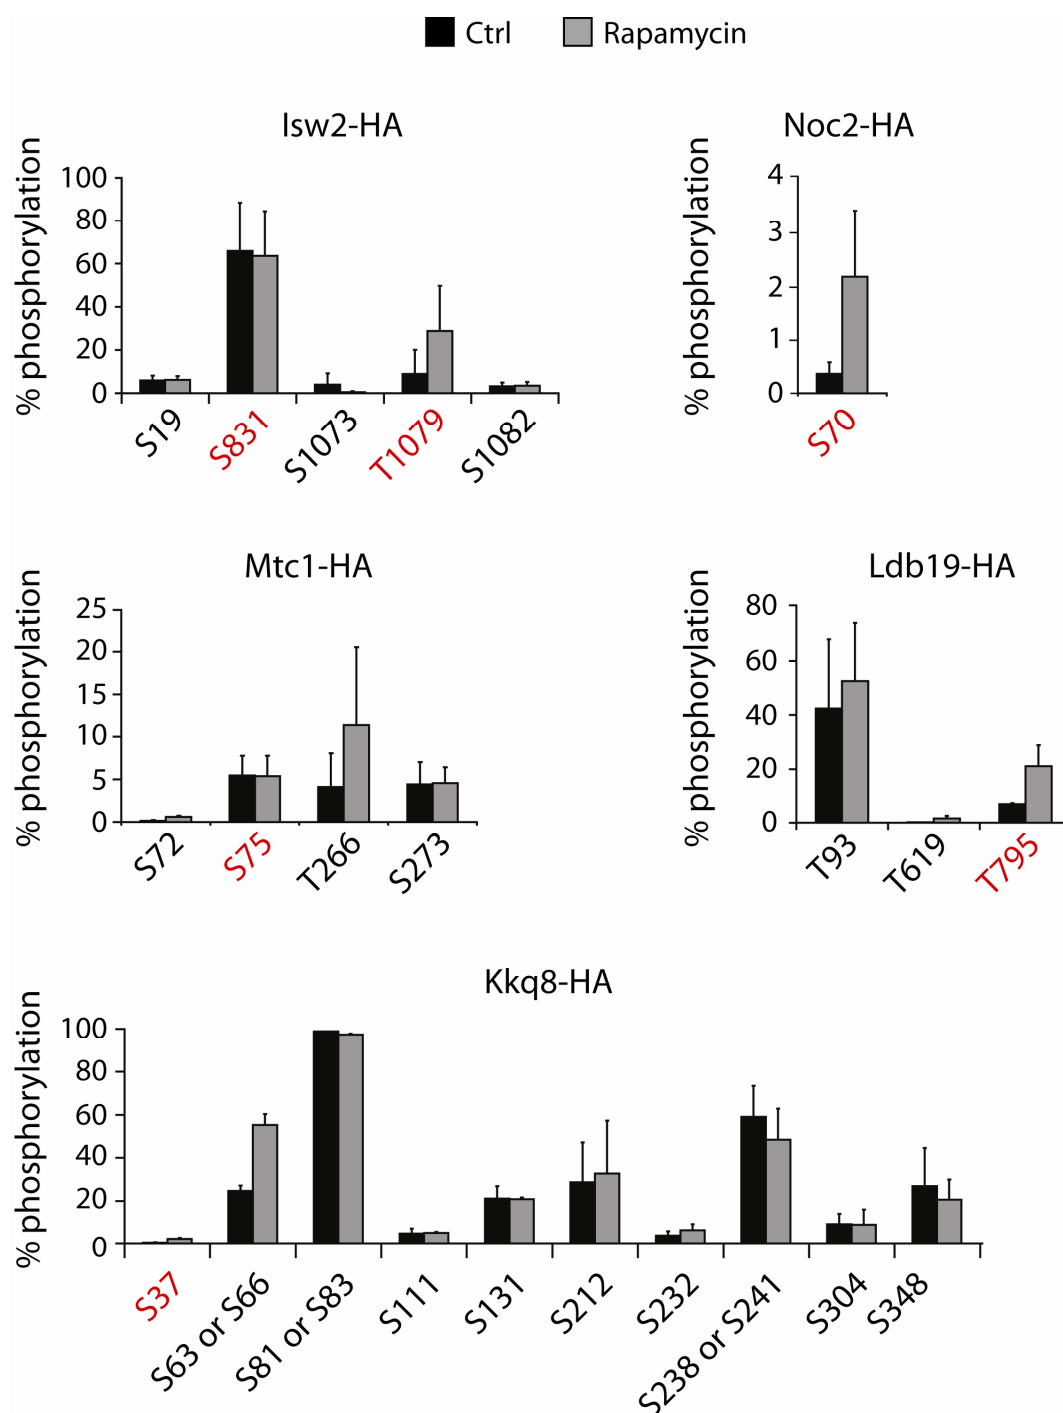 Ctrl Rapamycin
Isw2-HA
% phosphorylation
100
80
60
40
20
0
S19 S831 S1073 T1079 S1082
Noc2-HA
% phosphorylation
4
3
2
1
0
S70
Mtc1-HA
% phosphorylation
25
20
15
10
5
0
S72 S75 T266 S273
Ldb19-HA
% phosphorylation
80
60
40
20
0
T93 T619 T795
Kkq8-HA
% phosphorylation
100
80
60
40
20
0
S37 S63 or S66 S81 or S83 S111 S131 S212 S232 S238 or S241 S304 S348